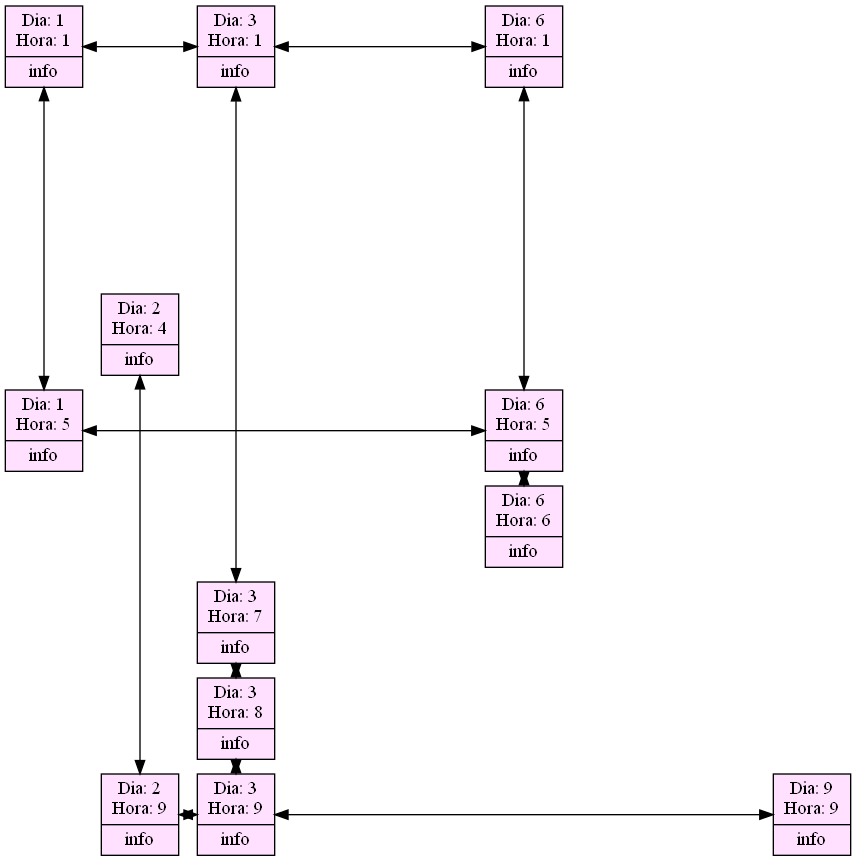 Dia: 1
Hora: 1
info
Dia: 3
Hora: 1
info
Dia: 6
Hora: 1
info
Dia: 2
Hora: 4
info
Dia: 1
Hora: 5
info
Dia: 6
Hora: 5
info
Dia: 6
Hora: 6
info
Dia: 3
Hora: 7
info
Dia: 3
Hora: 8
info
Dia: 2
Hora: 9
info
Dia: 3
Hora: 9
info
Dia: 9
Hora: 9
info